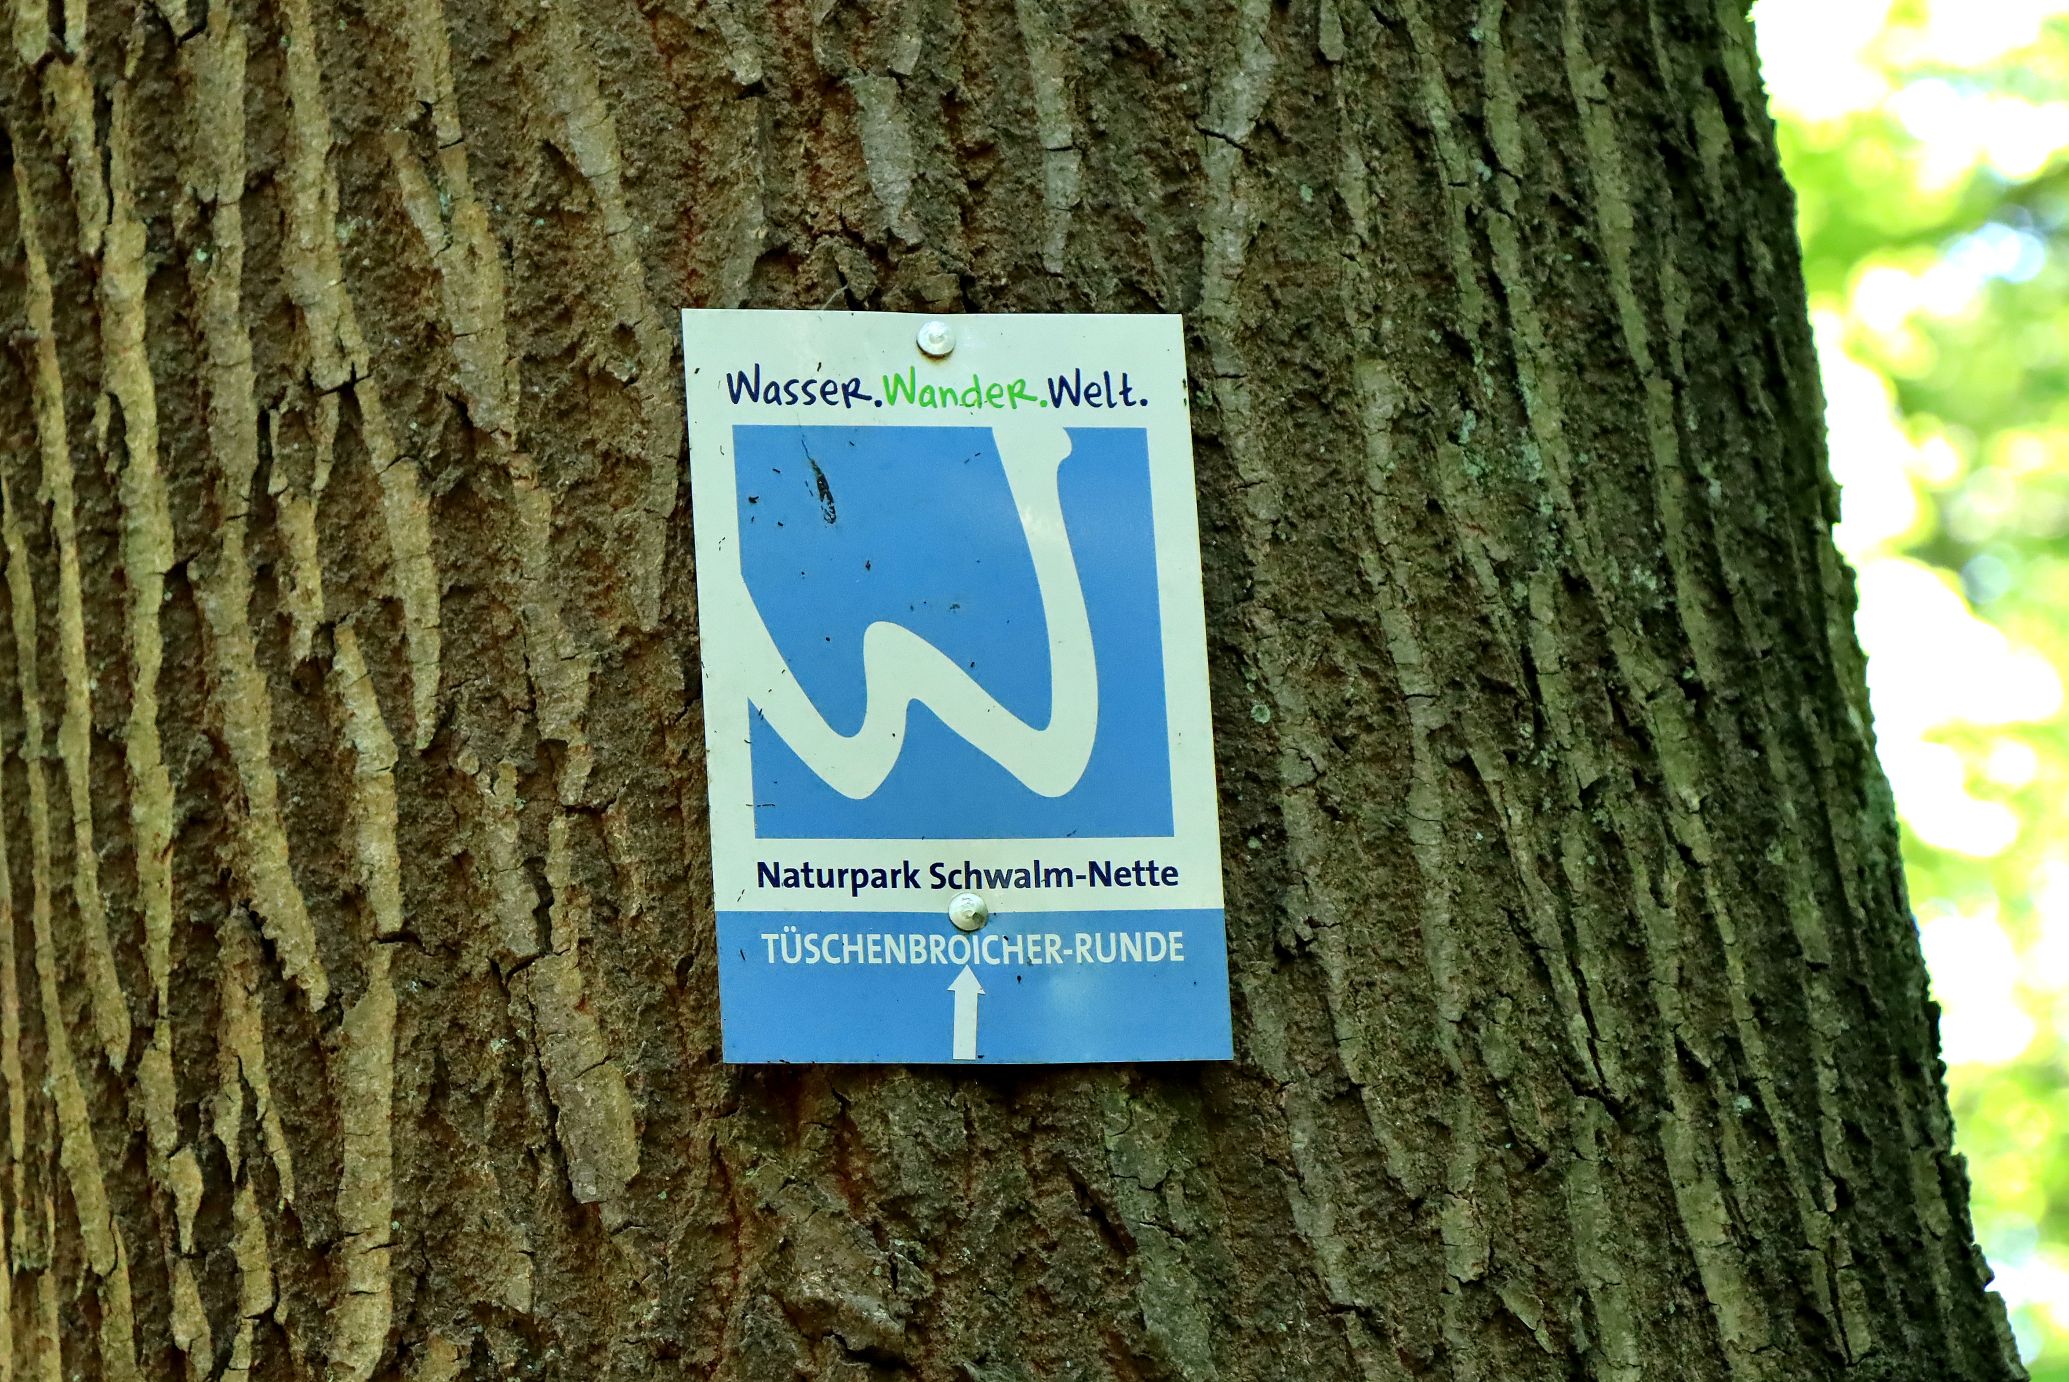 Wasser.Wander.Welt.
Naturpark Schwalm-Nette
TÜSCHENBROICHER-RUNDE